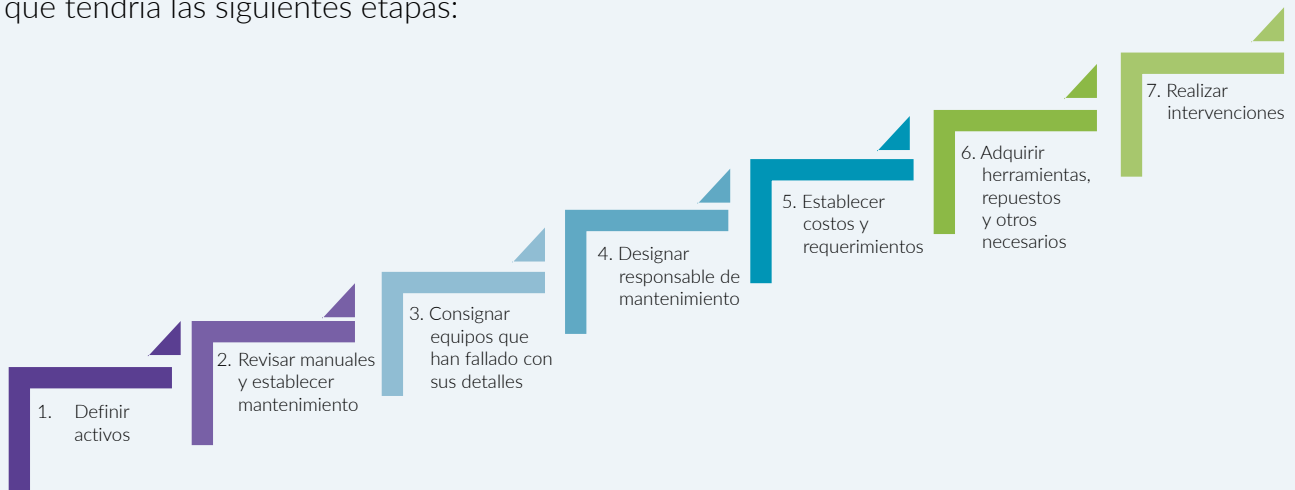 que tendría las siguientes etapas:
1. Definir
activos
2. Revisar manuales
y establecer
mantenimiento
3. Consignar
equipos que
han fallado con
sus detalles
4. Designar
responsable de
mantenimiento
5. Establecer
costos y
requerimientos
6. Adquirir
herramientas,
repuestos
y otros
necesarios
7. Realizar
intervenciones